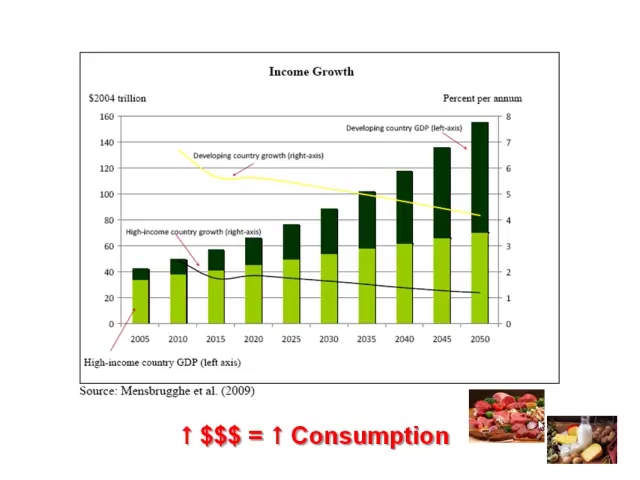 Income Growth
$2004 trillion Percent per annum
160 8
Developing country GDP (left-axis)
140 7
Developing country growth (right-axis)
120 6
100 5
80 4
High-income country growth (right-axis)
60 3
40 2
20 1
0 0
2005 2010 2015 2020 2025 2030 2035 2040 2045 2050
High-income country GDP (left axis)
Source: Mensbrugghe et al. (2009)
↑ $$$ = ↑ Consumption